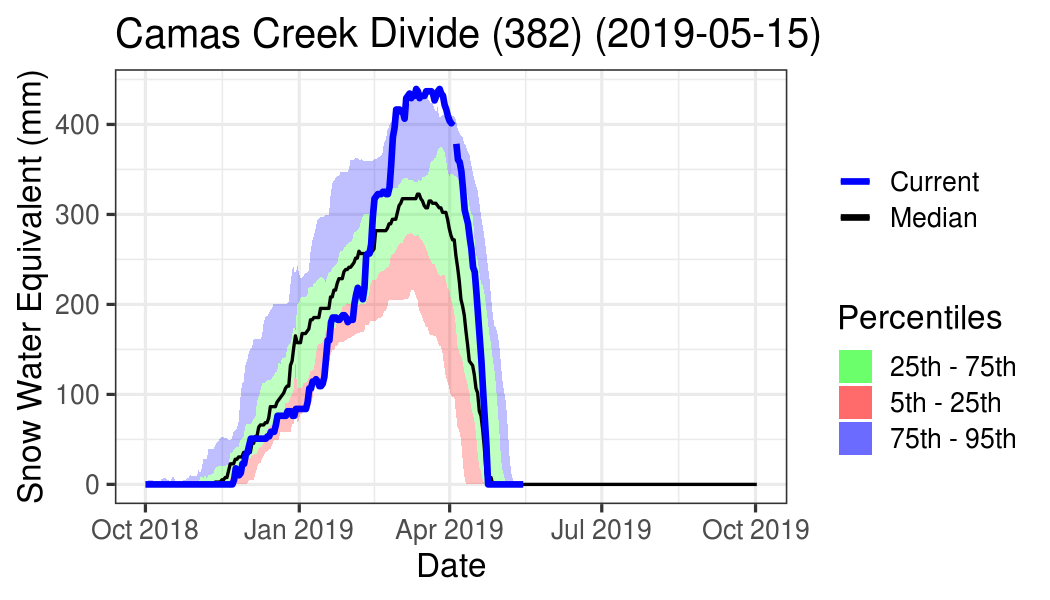 Camas Creek Divide (382) (2019-05-15)
Snow Water Equivalent (mm)
400
300
200
100
0
Oct 2018
Jan 2019
Apr 2019
Jul 2019
Oct 2019
Date
Current
Median
Percentiles
25th - 75th
5th - 25th
75th - 95th